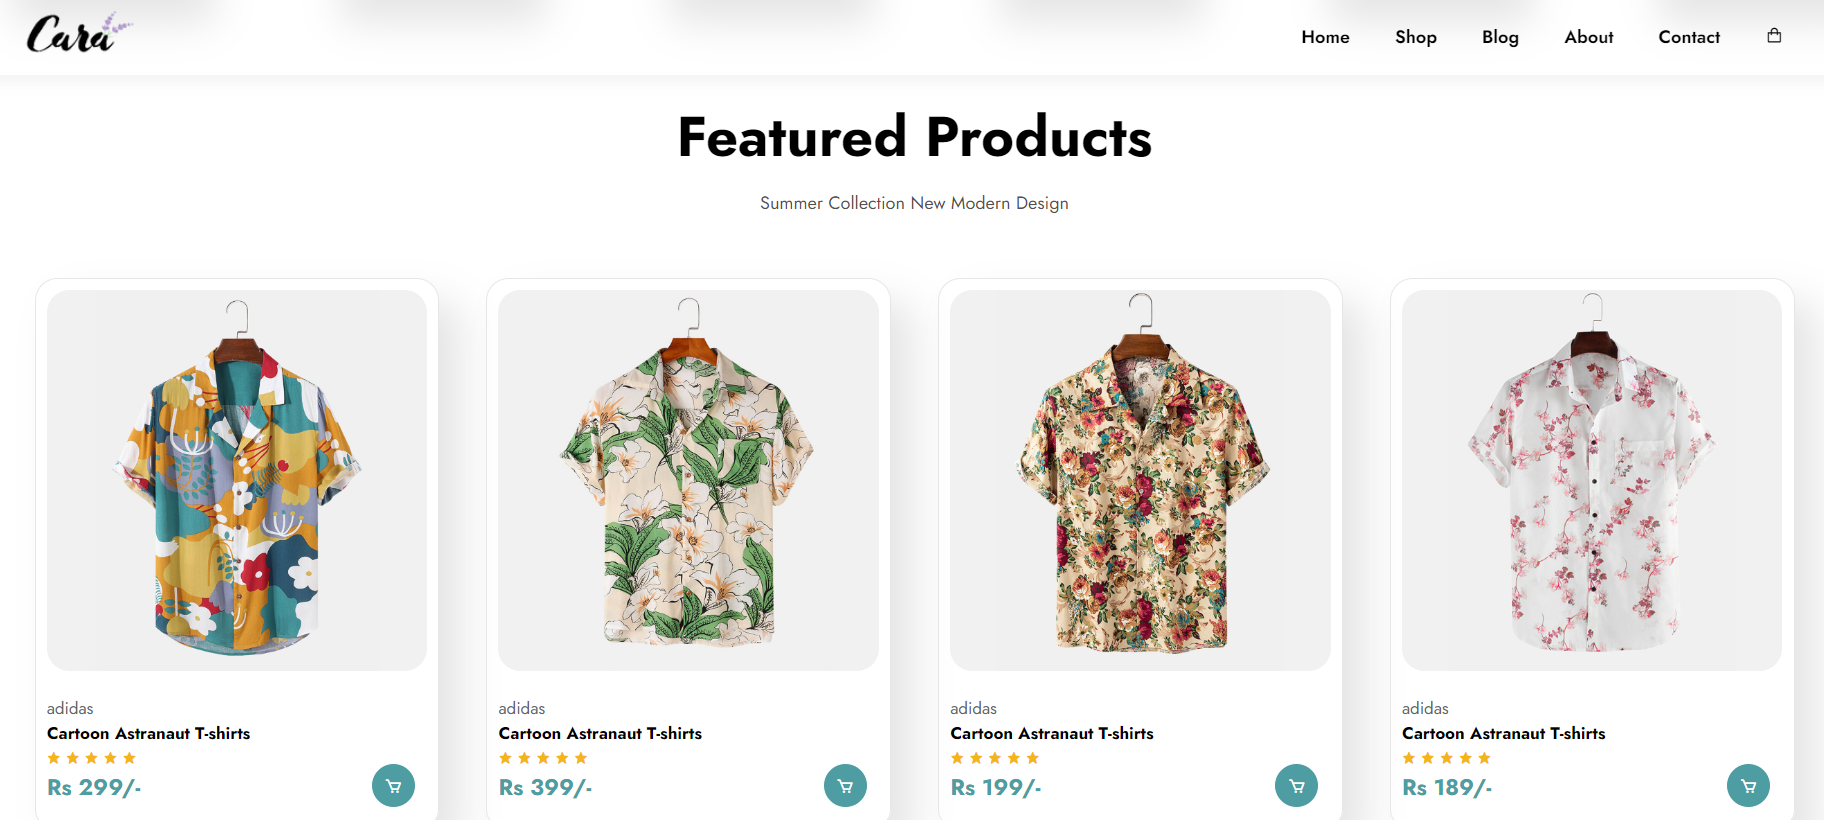 Cara
Home Shop Blog About Contact
Featured Products
Summer Collection New Modern Design
adidas
Cartoon Astranaut T-shirts
Rs 299/-
adidas
Cartoon Astranaut T-shirts
Rs 399/-
adidas
Cartoon Astranaut T-shirts
Rs 199/-
adidas
Cartoon Astranaut T-shirts
Rs 189/-